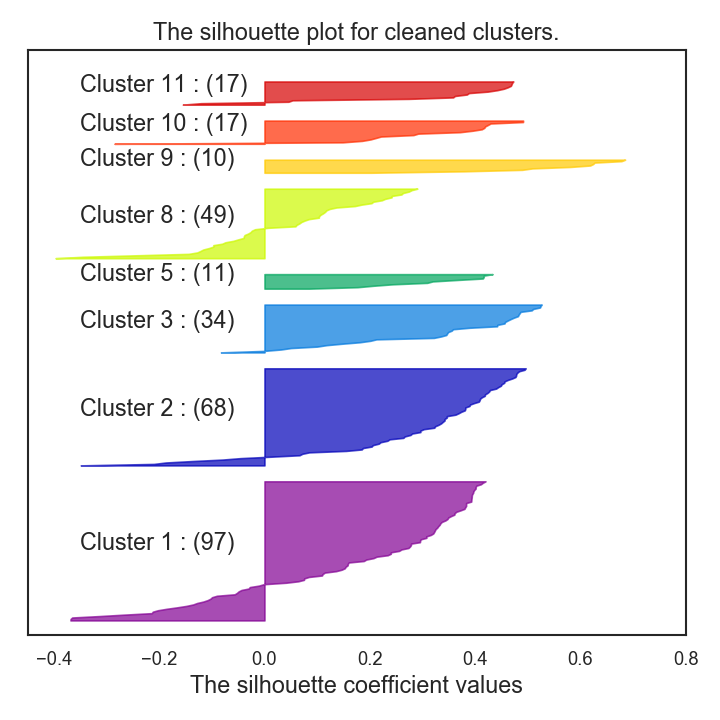 The silhouette plot for cleaned clusters.
Cluster 11 : (17)
Cluster 10 : (17)
Cluster 9 : (10)
Cluster 8 : (49)
Cluster 5 : (11)
Cluster 3 : (34)
Cluster 2 : (68)
Cluster 1 : (97)
−0.4 −0.2 0.0 0.2 0.4 0.6 0.8
The silhouette coefficient values